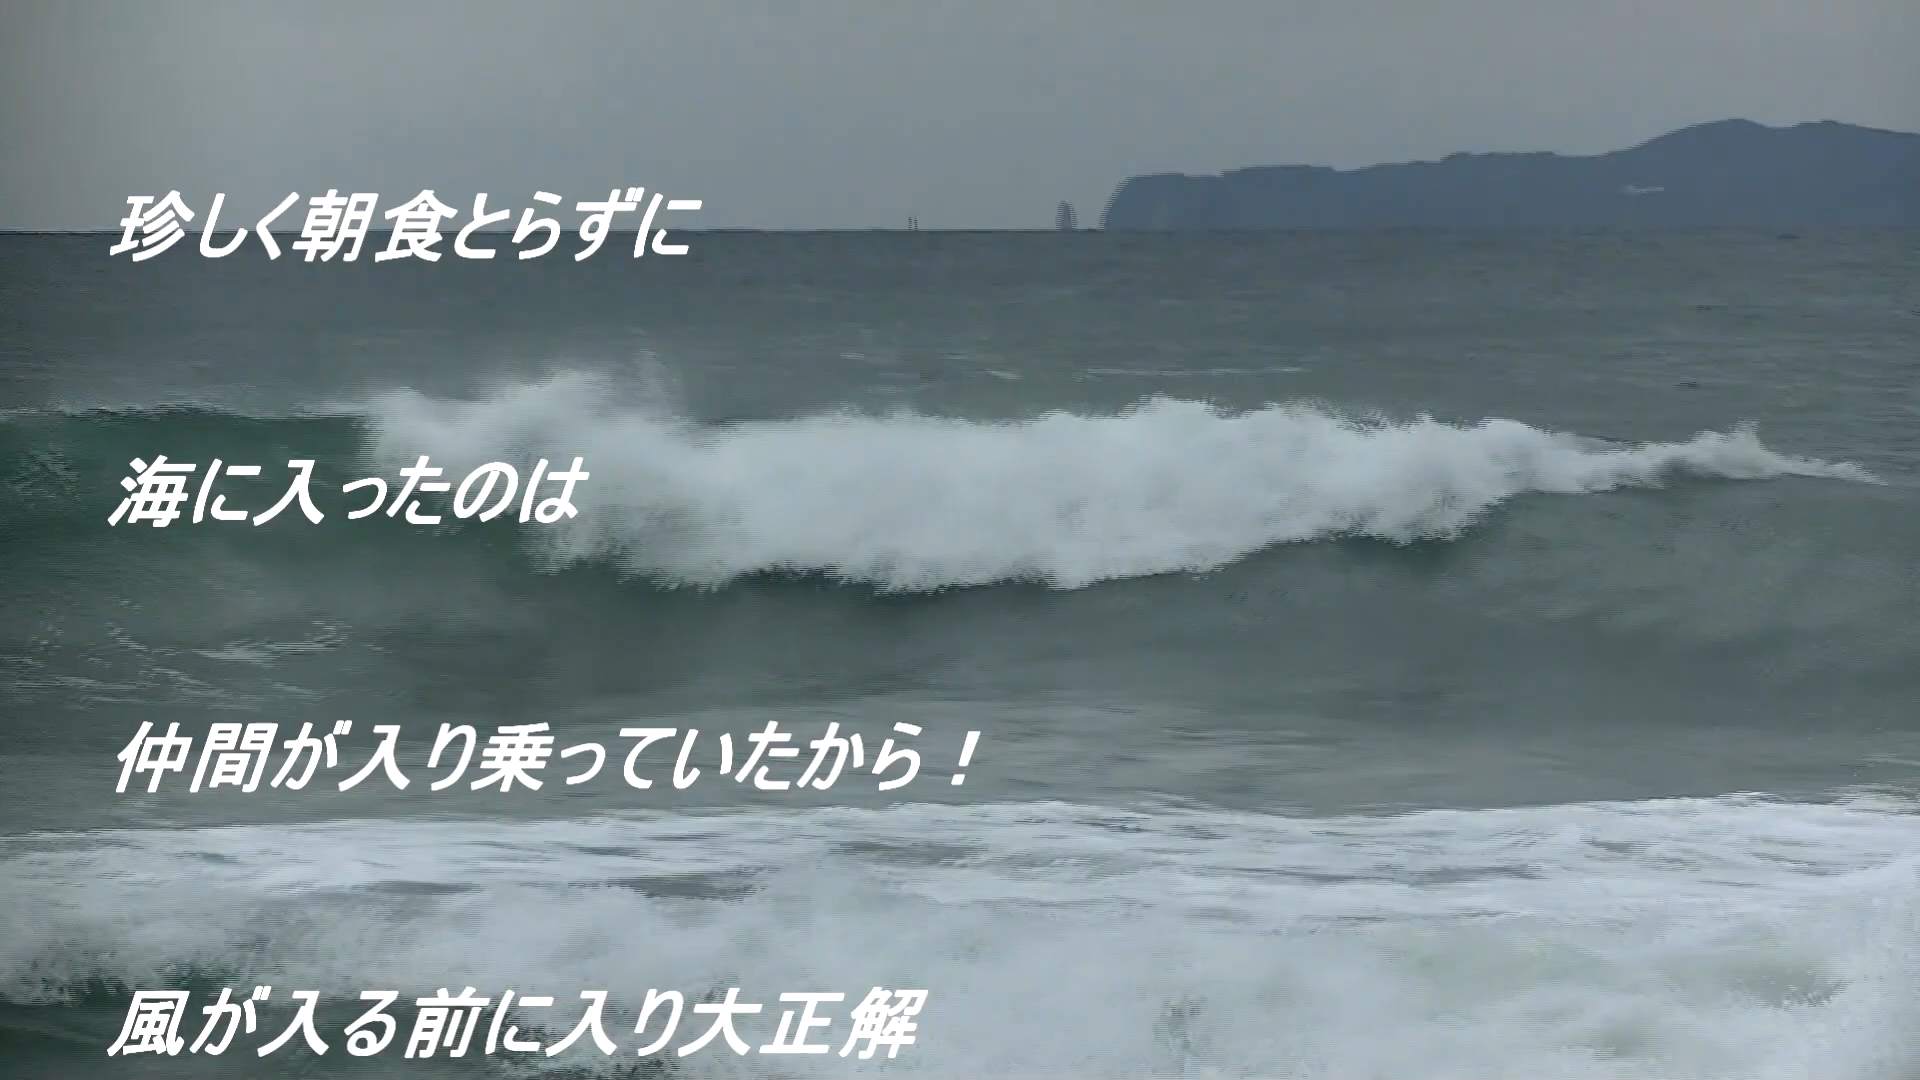 珍しく朝食とらずに
海に入ったのは
仲間が入り乗っていたから！
風が入る前に入り大正解